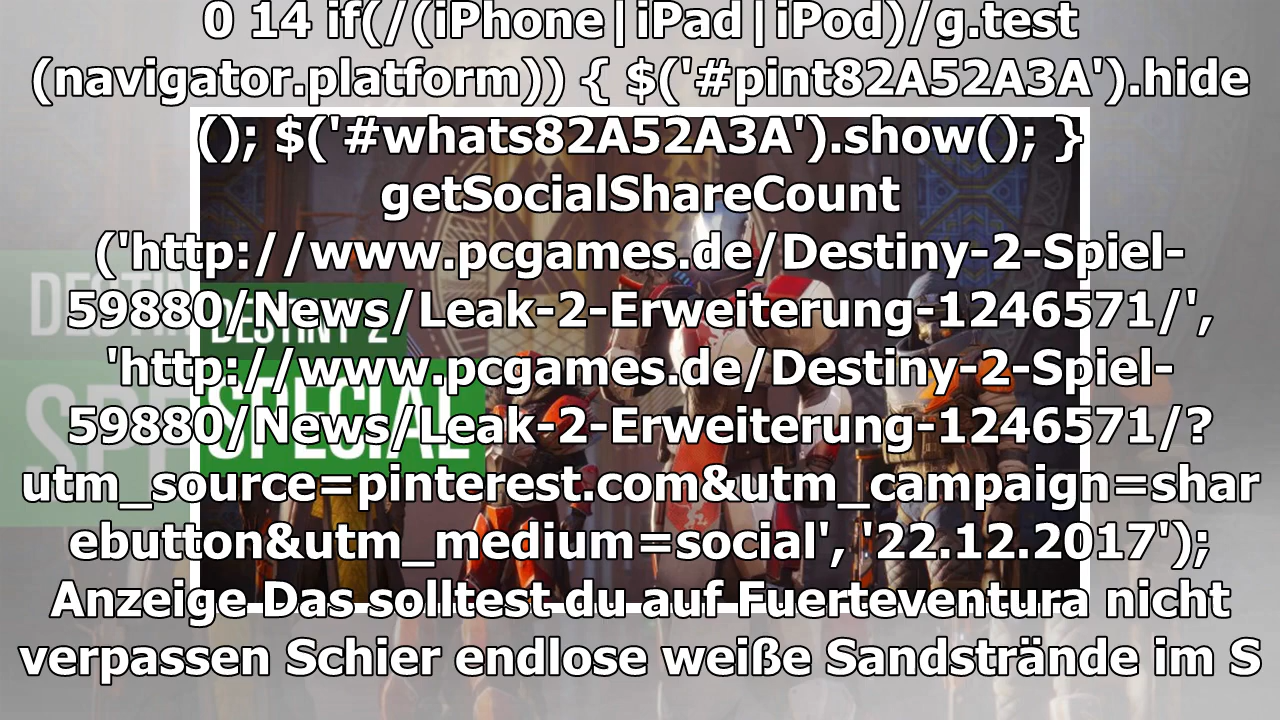 0 14 if(/(iPhone|iPad|iPod)/g.test
(navigator.platform)) { $('#pint82A52A3A').hide
(); $('#whats82A52A3A').show(); }
getSocialShareCount
('http://www.pcgames.de/Destiny-2-Spiel-
59880/News/Leak-2-Erweiterung-1246571/',
'http://www.pcgames.de/Destiny-2-Spiel-
59880/News/Leak-2-Erweiterung-1246571/?
utm_source=pinterest.com&utm_campaign=shar
ebutton&utm_medium=social', '22.12.2017');
Anzeige Das solltest du auf Fuerteventura nicht
verpassen Schier endlose weiße Sandstrände im S
DESTINY 2
SPECIAL